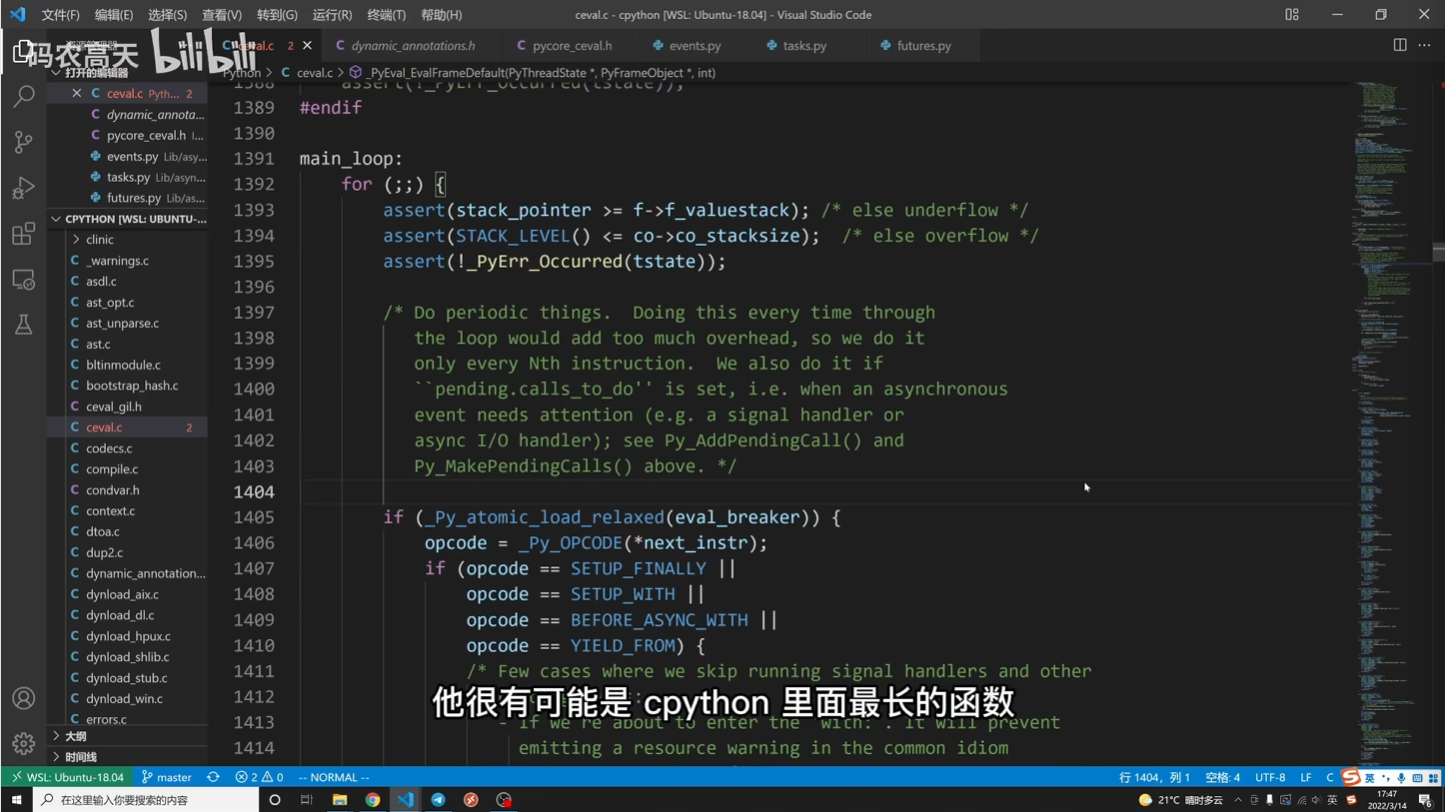 文件(F) 编辑(E) 选择(S) 查看(V) 转到(G) 运行(R) 终端(T) 帮助(H) ceval.c - cpython [WSL: Ubuntu-18.04] - Visual Studio Code
码农高天 bilibili
ceval.c 2 dynamic_annotations.h pycore_ceval.h events.py tasks.py futures.py
Python > ceval.c > _PyEval_EvalFrameDefault(PyThreadState *, PyFrameObject *, int)
打开的编辑器
ceval.c Pyth... 2
dynamic_annota...
pycore_ceval.h I...
events.py Lib/asy...
tasks.py Lib/asyn...
futures.py Lib/as...
CPYTHON [WSL: UBUNTU-...
clinic
_warnings.c
asdl.c
ast_opt.c
ast_unparse.c
ast.c
bltinmodule.c
bootstrap_hash.c
ceval_gil.h
ceval.c 2
codecs.c
compile.c
condvar.h
context.c
dtoa.c
dup2.c
dynamic_annotation...
dynload_aix.c
dynload_dl.c
dynload_hpux.c
dynload_shlib.c
dynload_stub.c
dynload_win.c
errors.c
大纲
时间线
1388 assert(!_PyErr_Occurred(tstate));
1389 #endif
1390
1391 main_loop:
1392 for (;;) {
1393 assert(stack_pointer >= f->f_valuestack); /* else underflow */
1394 assert(STACK_LEVEL() <= co->co_stacksize); /* else overflow */
1395 assert(!_PyErr_Occurred(tstate));
1396
1397 /* Do periodic things. Doing this every time through
1398 the loop would add too much overhead, so we do it
1399 only every Nth instruction. We also do it if
1400 ``pending.calls_to_do'' is set, i.e. when an asynchronous
1401 event needs attention (e.g. a signal handler or
1402 async I/O handler); see Py_AddPendingCall() and
1403 Py_MakePendingCalls() above. */
1404
1405 if (_Py_atomic_load_relaxed(eval_breaker)) {
1406 opcode = _Py_OPCODE(*next_instr);
1407 if (opcode == SETUP_FINALLY ||
1408 opcode == SETUP_WITH ||
1409 opcode == BEFORE_ASYNC_WITH ||
1410 opcode == YIELD_FROM) {
1411 /* Few cases where we skip running signal handlers and other
1412
1413 - If we're about to enter the 'with:'. It will prevent
1414 emitting a resource warning in the common idiom
他很有可能是 cpython 里面最长的函数
WSL: Ubuntu-18.04 master 2 0 -- NORMAL -- 行 1404，列 1 空格: 4 UTF-8 LF C 英
在这里输入你要搜索的内容 21°C 晴时多云 英 17:47
2022/3/14